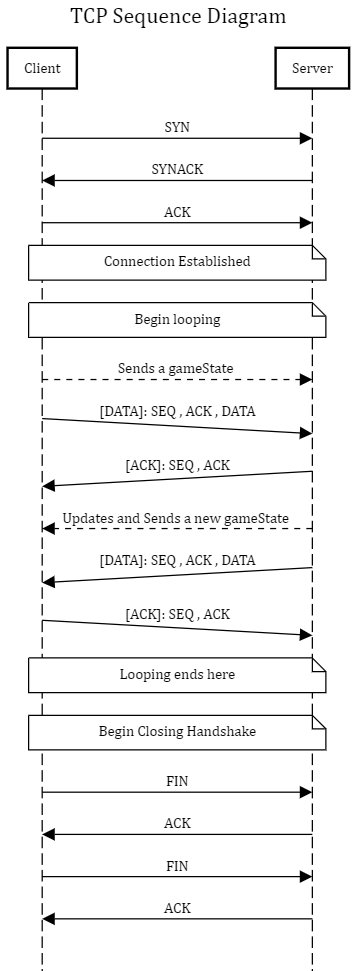 TCP Sequence Diagram
Client
Server
SYN
SYNACK
ACK
Connection Established
Begin looping
Sends a gameState
[DATA]: SEQ , ACK , DATA
[ACK]: SEQ , ACK
Updates and Sends a new gameState
[DATA]: SEQ , ACK , DATA
[ACK]: SEQ , ACK
Looping ends here
Begin Closing Handshake
FIN
ACK
FIN
ACK